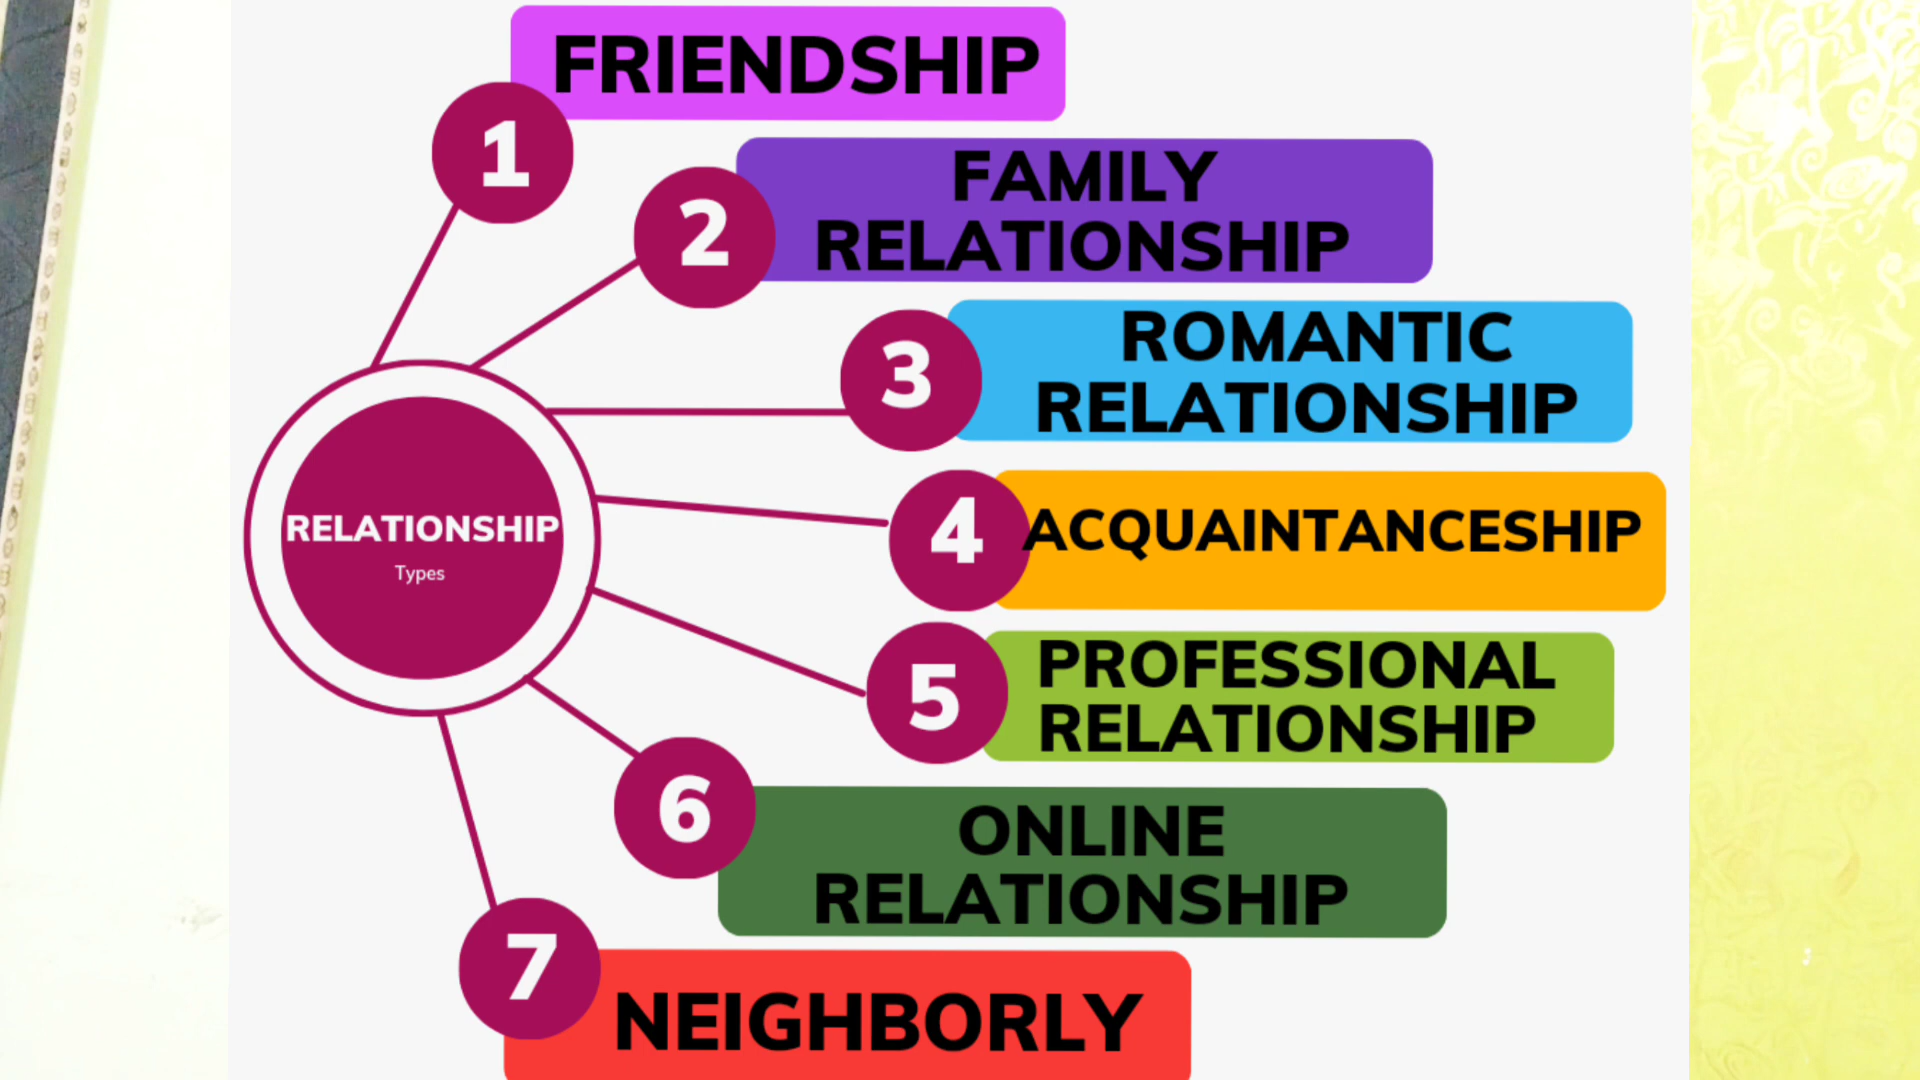 RELATIONSHIP
Types
1
FRIENDSHIP
2
FAMILY
RELATIONSHIP
3
ROMANTIC
RELATIONSHIP
4
ACQUAINTANCESHIP
5
PROFESSIONAL
RELATIONSHIP
6
ONLINE
RELATIONSHIP
7
NEIGHBORLY